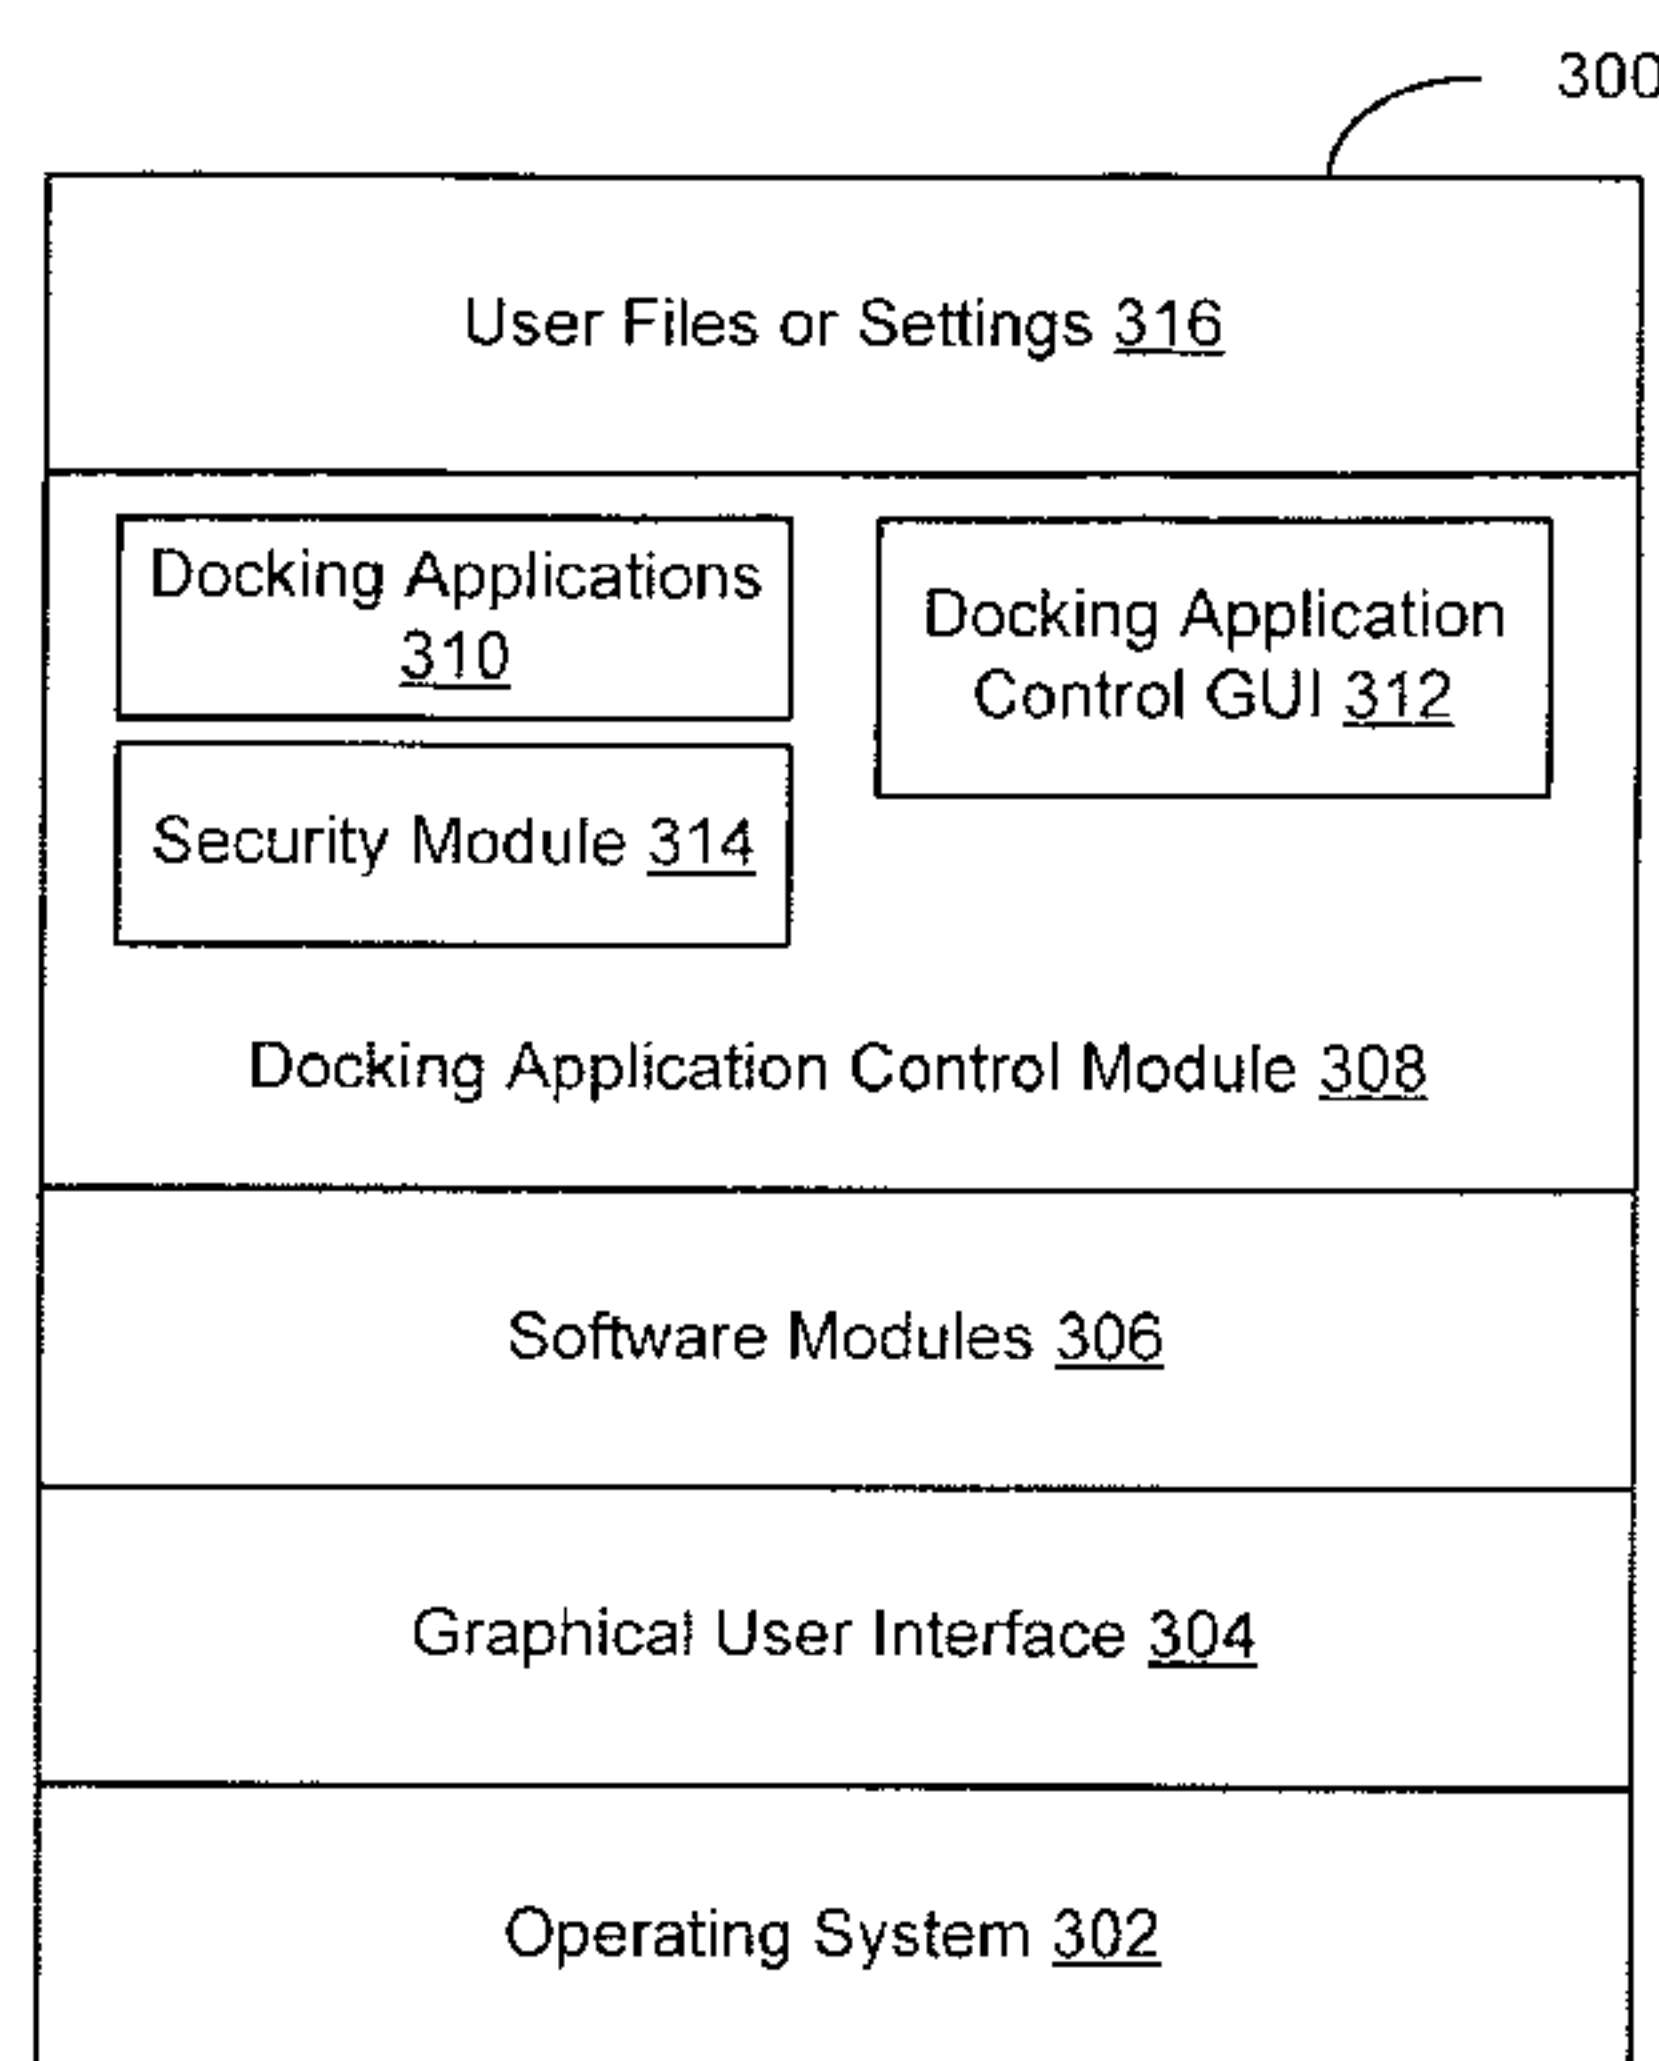 300
User Files or Settings 316
Docking Applications
310
Docking Application
Control GUI 312
Security Module 314
Docking Application Control Module 308
Software Modules 306
Graphical User Interface 304
Operating System 302